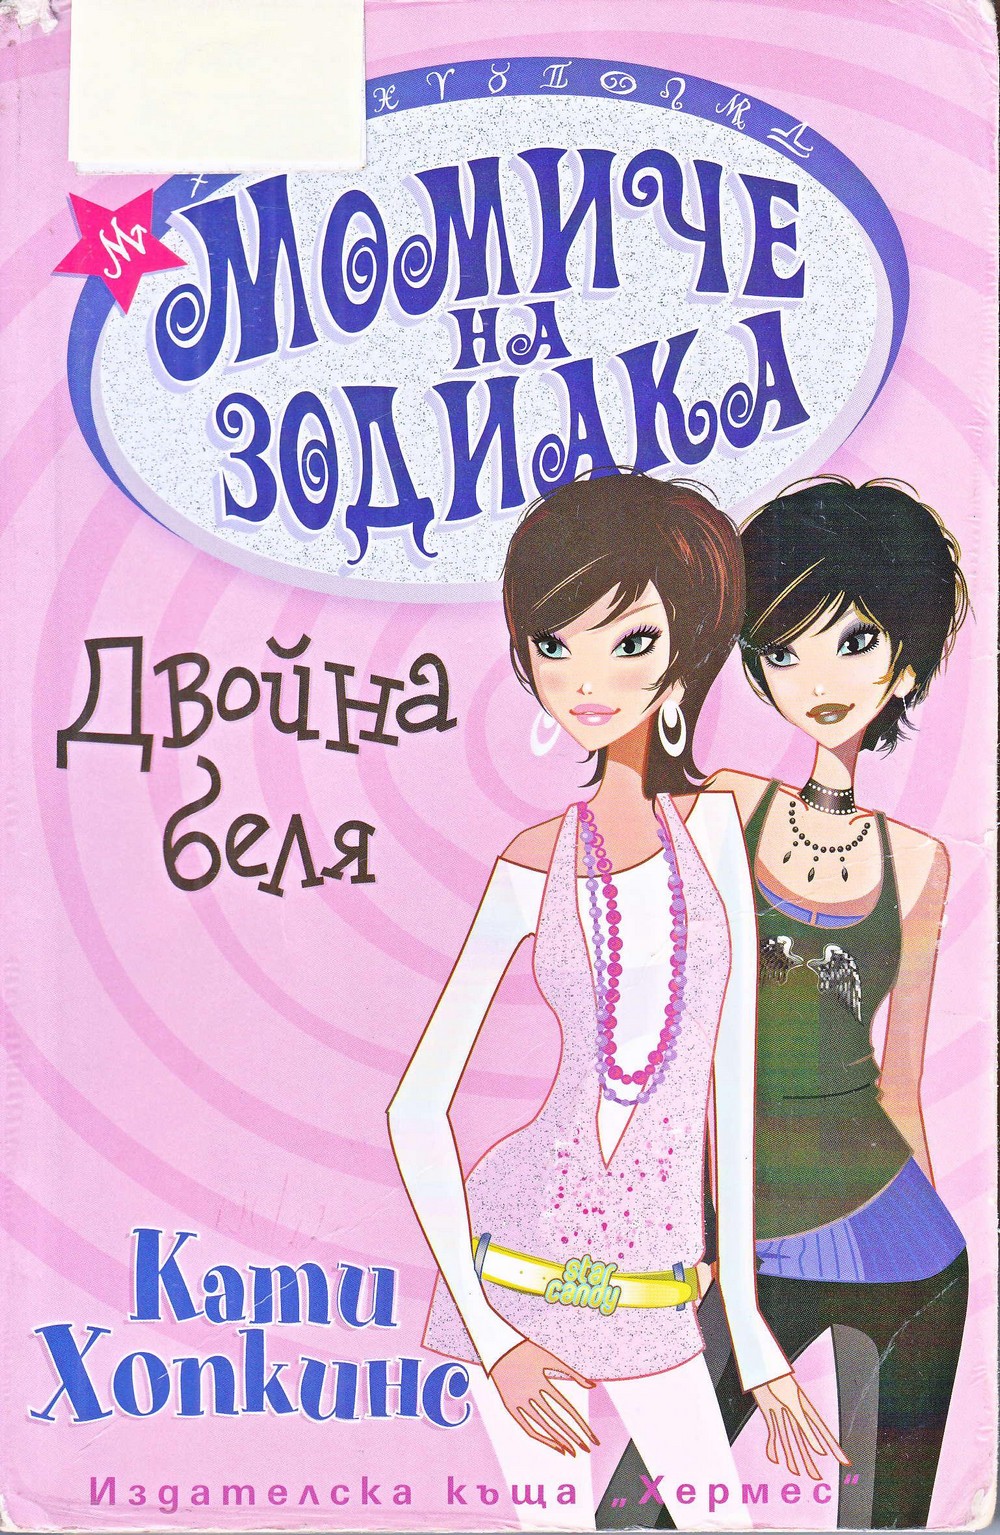 ♓ ♈ ♉ ♊ ♋ ♌ ♍ ♎
МОМИЧЕ
НА
ЗОДИАКА
Двойна
беля
star
candy
Кати
Хопкинс
Издателска къща „Хермес“